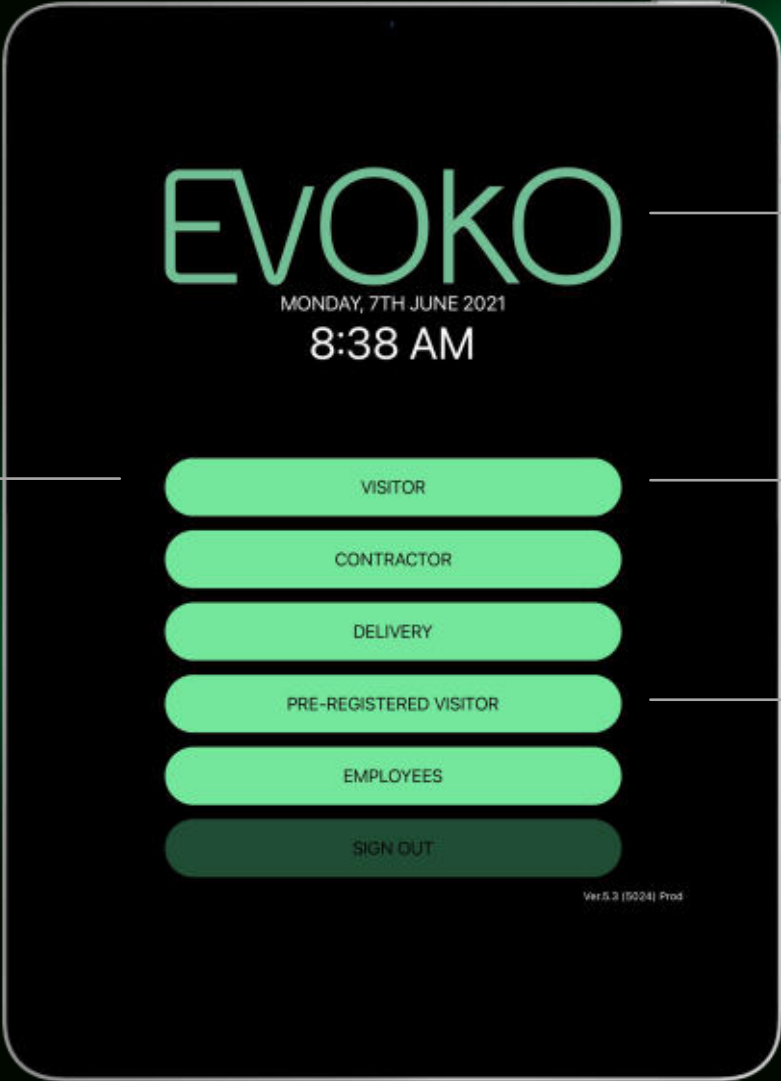 EVOKO
MONDAY, 7TH JUNE 2021
8:38 AM
VISITOR
CONTRACTOR
DELIVERY
PRE-REGISTERED VISITOR
EMPLOYEES
SIGN OUT
Ver.5.3 (5024) Prod